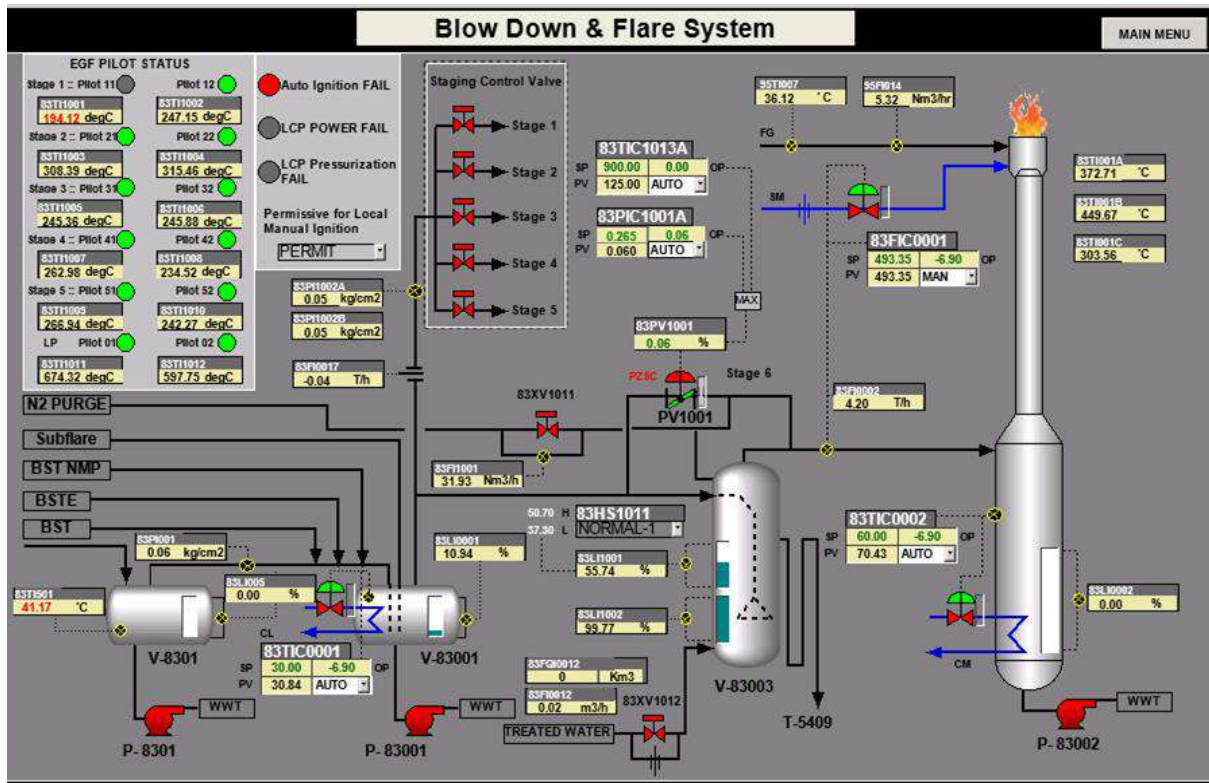 Blow Down & Flare System
MAIN MENU
EGF PILOT STATUS
Stage 1 :: Pilot 11
Pilot 12
83TI1001
194.12 degC
83TI1002
247.15 degC
Stage 2 :: Pilot 21
Pilot 22
83TI1003
308.39 degC
83TI1004
315.46 degC
Stage 3 :: Pilot 31
Pilot 32
83TI1005
245.36 degC
83TI1006
245.88 degC
Stage 4 :: Pilot 41
Pilot 42
83TI1007
262.98 degC
83TI1008
234.52 degC
Stage 5 :: Pilot 51
Pilot 52
83TI1005
266.94 degC
83TI1010
242.27 degC
LP Pilot 01
Pilot 02
83TI1011
674.32 degC
83TI1012
597.75 degC
Auto Ignition FAIL
LCP POWER FAIL
LCP Pressurization
FAIL
Permissive for Local
Manual Ignition
PERMIT
Staging Control Valve
Stage 1
Stage 2
Stage 3
Stage 4
Stage 5
83PI1002A
0.05 kg/cm2
83PI1002B
0.05 kg/cm2
83FI0017
-0.04 T/h
83TIC1013A
SP 900.00 0.00 OP
PV 125.00 AUTO
83PIC1001A
SP 0.265 0.06 OP
PV 0.060 AUTO
MAX
83PV1001
0.06 %
PZSC
Stage 6
PV1001
95TI007
36.12 °C
95FI014
5.32 Nm3/hr
FG
SM
83FIC0001
SP 493.35 -6.90 OP
PV 493.35 MAN
83TI001A
372.71 °C
83TI001B
449.67 °C
83TI001C
303.56 °C
83FI0002
4.20 T/h
N2 PURGE
Subflare
BST NMP
BSTE
BST
83XV1011
83FI1001
31.93 Nm3/h
50.70 H
37.30 L
83HS1011
NORMAL-1
83LI1001
55.74 %
83LI1002
99.77 %
83PI001
0.06 kg/cm2
83TI501
41.17 °C
83LI005
0.00 %
83LI0001
10.94 %
V-8301
CL
V-83001
83TIC0001
SP 30.00 -6.90 OP
PV 30.84 AUTO
83TIC0002
SP 60.00 -6.90 OP
PV 70.43 AUTO
83LI0002
0.00 %
CM
V-83003
83FQI0012
0 Km3
83FI0012
0.02 m3/h
83XV1012
TREATED WATER
T-5409
WWT
P- 8301
WWT
P- 83001
WWT
P- 83002